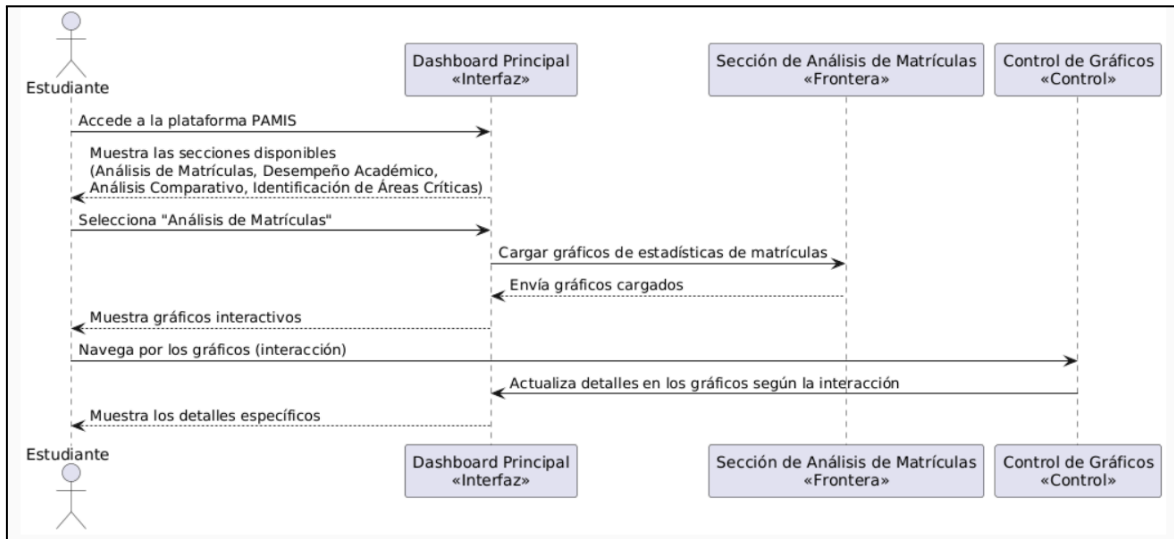 Estudiante
Dashboard Principal
«Interfaz»
Sección de Análisis de Matrículas
«Frontera»
Control de Gráficos
«Control»
Accede a la plataforma PAMIS
Muestra las secciones disponible
(Análisis de Matrículas, Desempeño Académico,
Análisis Comparativo, Identificación de Áreas Críticas)
Selecciona "Análisis de Matrículas"
Cargar gráficos de estadísticas de matrículas
Envía gráficos cargados
Muestra gráficos interactivos
Navega por los gráficos (interacción)
Actualiza detalles en los gráficos según la interacción
Muestra los detalles específicos
Estudiante
Dashboard Principal
«Interfaz»
Sección de Análisis de Matrículas
«Frontera»
Control de Gráficos
«Control»